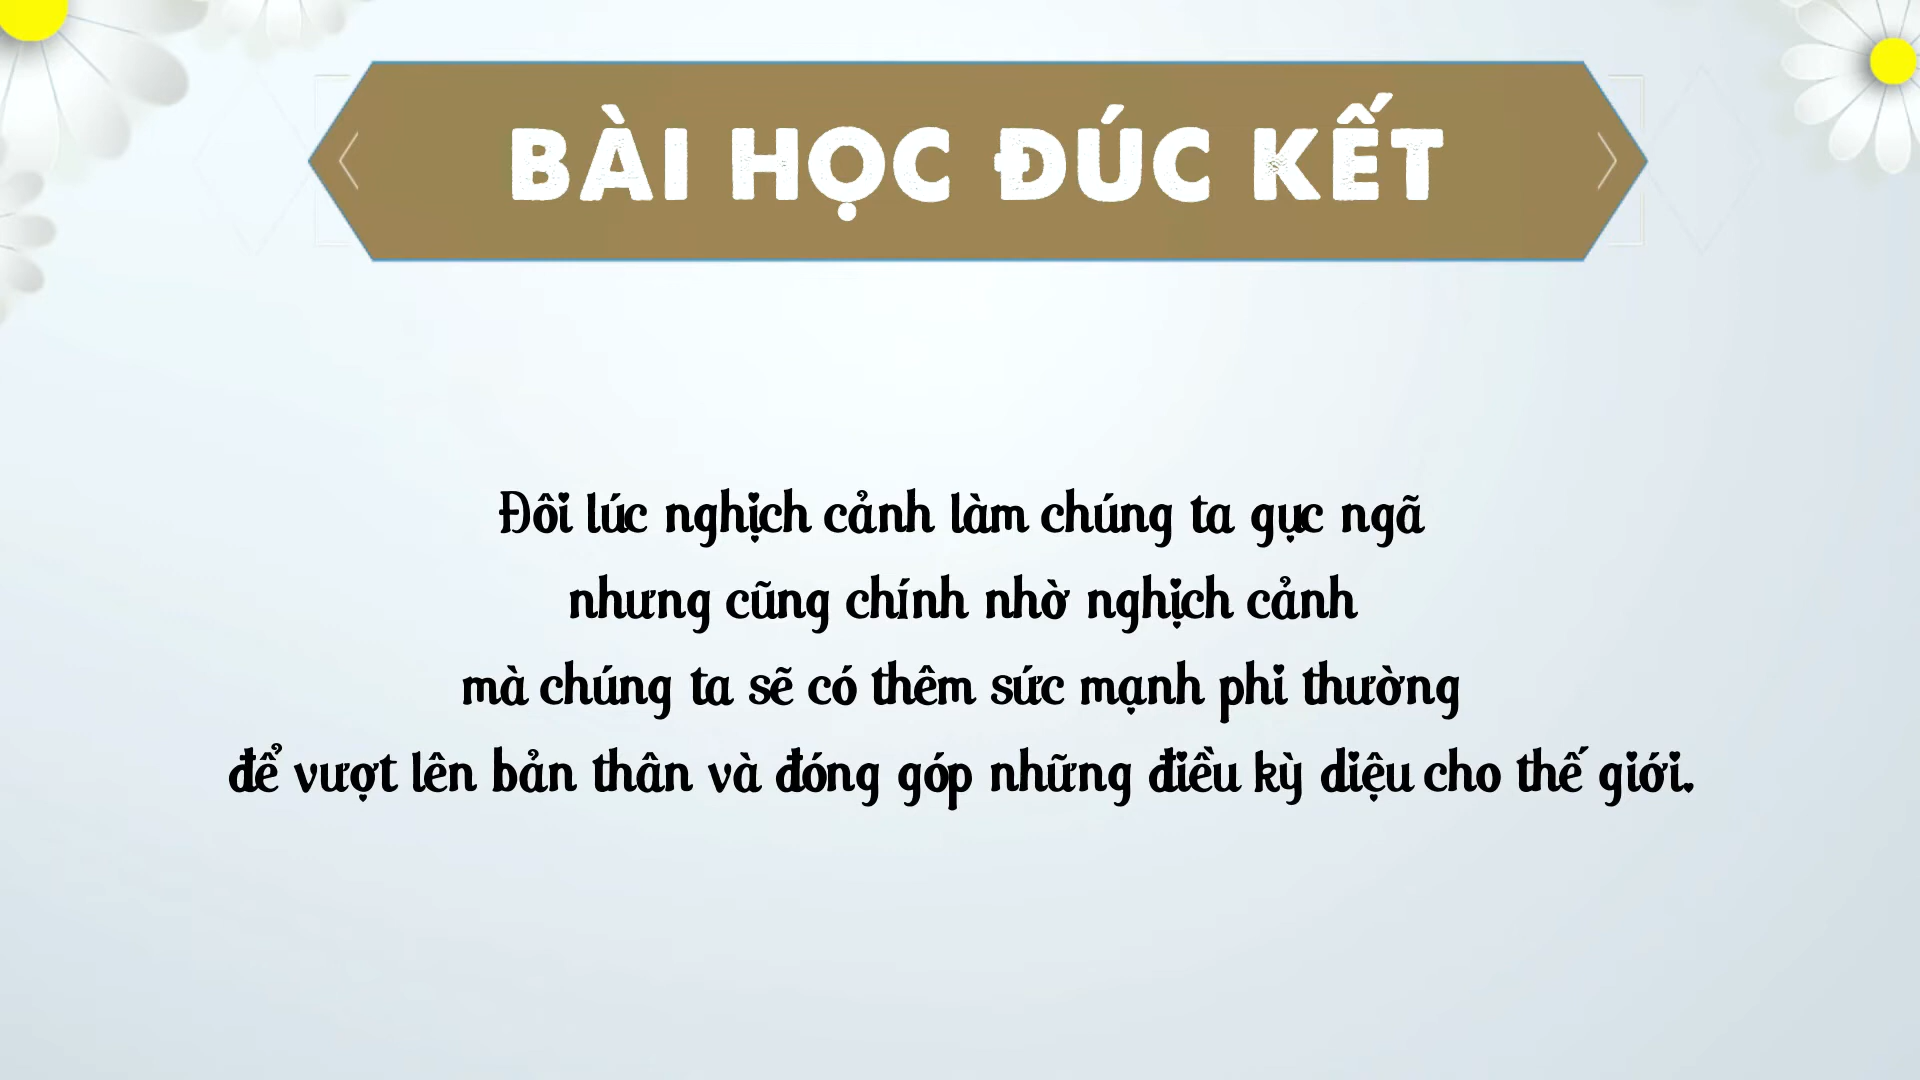 BÀI HỌC ĐÚC KẾT
Đôi lúc nghịch cảnh làm chúng ta gục ngã
nhưng cũng chính nhờ nghịch cảnh
mà chúng ta sẽ có thêm sức mạnh phi thường
để vượt lên bản thân và đóng góp những điều kỳ diệu cho thế giới.